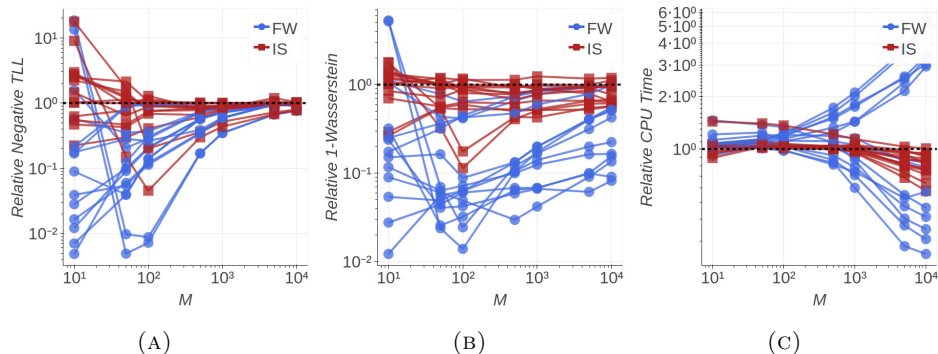 Relative Negative TLL
10¹
10⁰
10⁻¹
10⁻²
10¹
10²
10³
10⁴
M
FW
IS
(A)
Relative 1-Wasserstein
10¹
10⁰
10⁻¹
10⁻²
10¹
10²
10³
10⁴
M
FW
IS
(B)
Relative CPU Time
6·10⁰
5·10⁰
4·10⁰
3·10⁰
2·10⁰
10⁰
10¹
10²
10³
10⁴
M
FW
IS
(C)